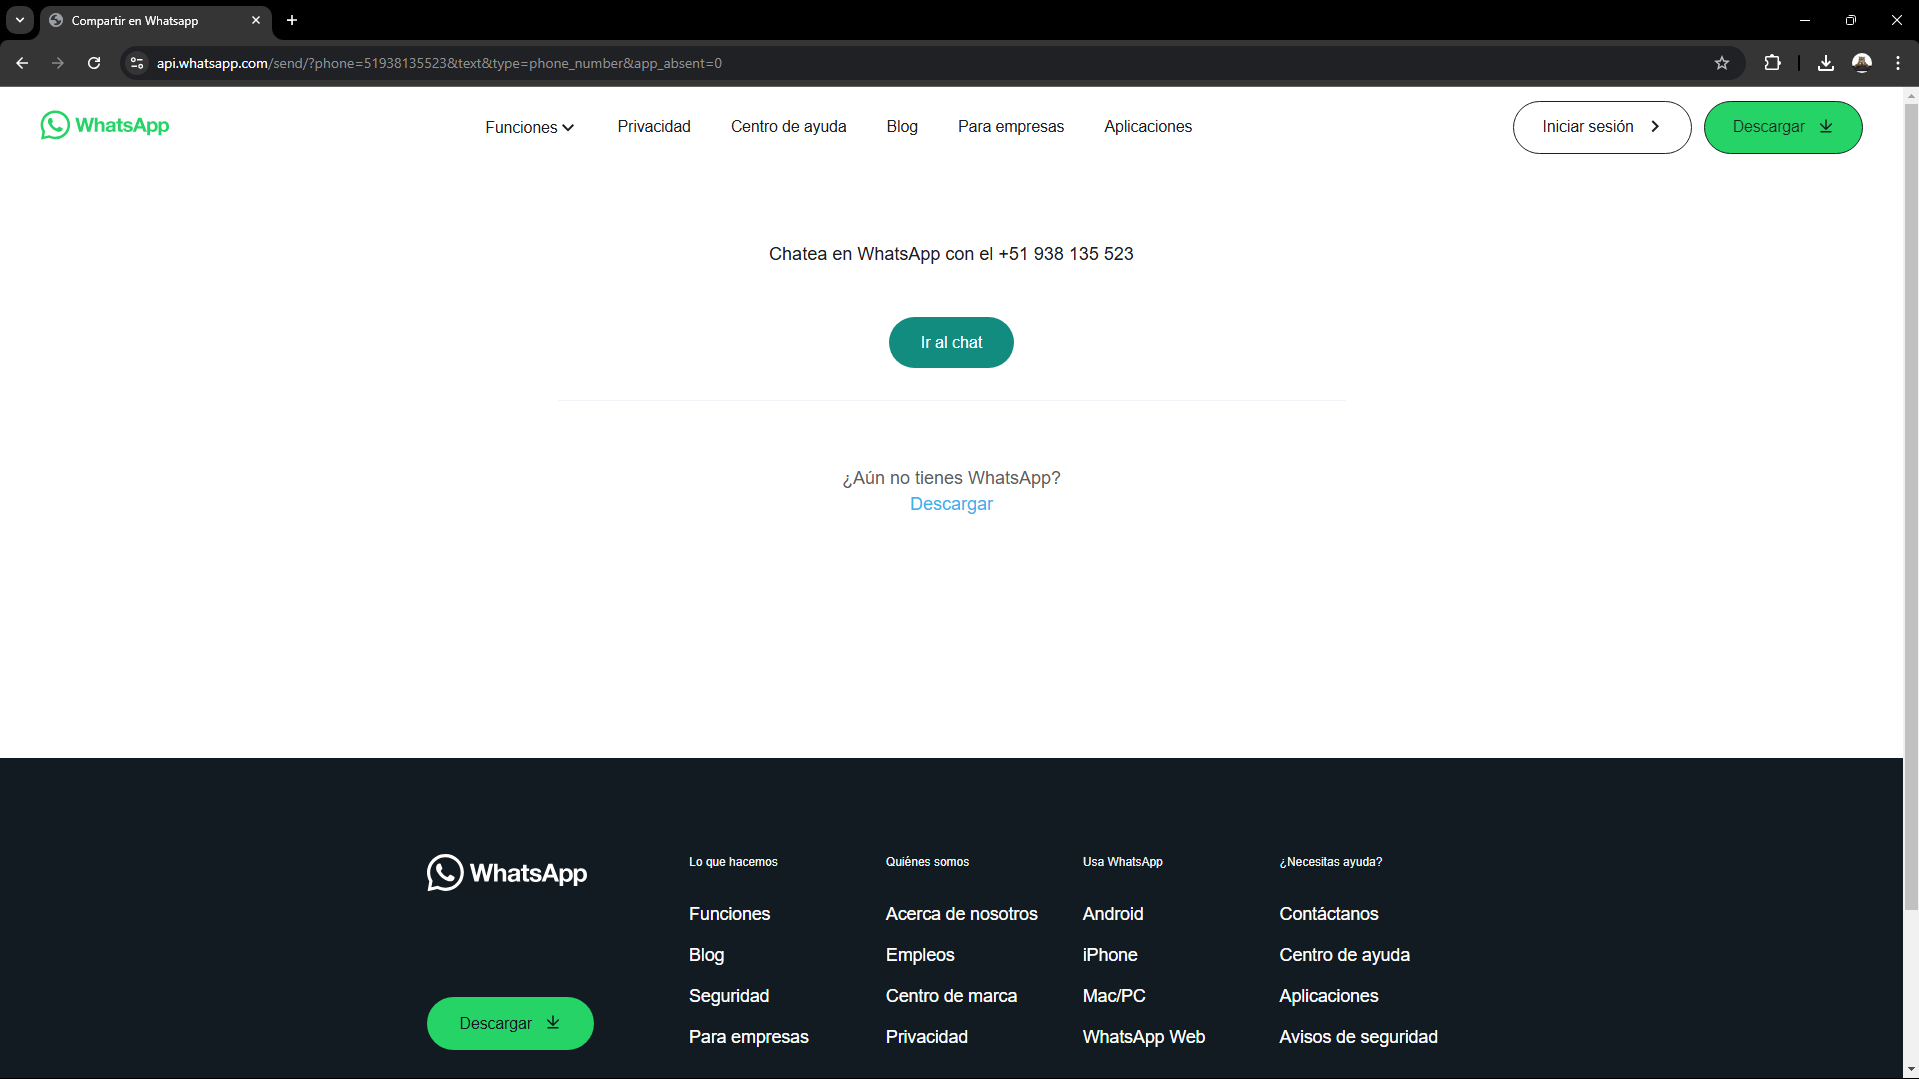 Compartir en Whatsapp
api.whatsapp.com/send/?phone=51938135523&text&type=phone_number&app_absent=0
WhatsApp
Funciones
Privacidad
Centro de ayuda
Blog
Para empresas
Aplicaciones
Iniciar sesión
Descargar
Chatea en WhatsApp con el +51 938 135 523
Ir al chat
¿Aún no tienes WhatsApp?
Descargar
WhatsApp
Descargar
Lo que hacemos
Funciones
Blog
Seguridad
Para empresas
Quiénes somos
Acerca de nosotros
Empleos
Centro de marca
Privacidad
Usa WhatsApp
Android
iPhone
Mac/PC
WhatsApp Web
¿Necesitas ayuda?
Contáctanos
Centro de ayuda
Aplicaciones
Avisos de seguridad